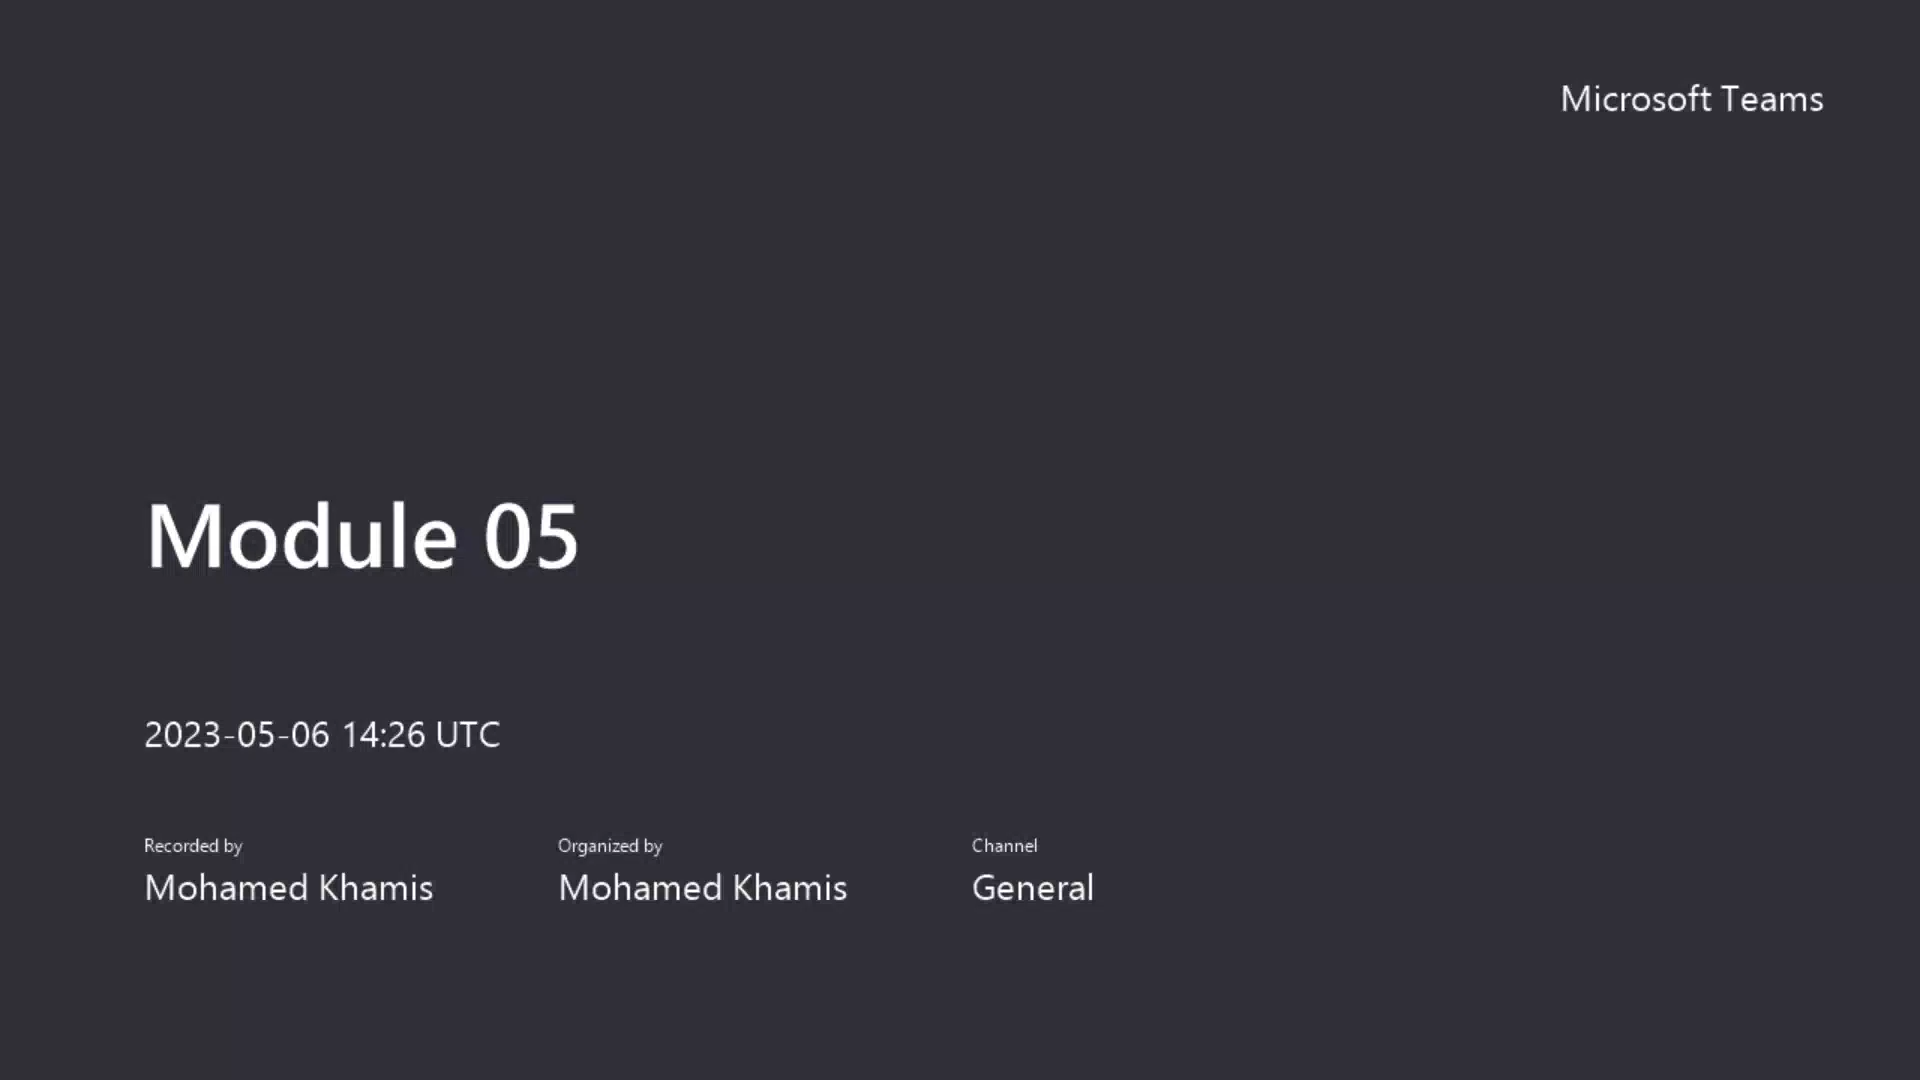 Microsoft Teams
Module 05
2023-05-06 14:26 UTC
Recorded by
Mohamed Khamis
Organized by
Mohamed Khamis
Channel
General